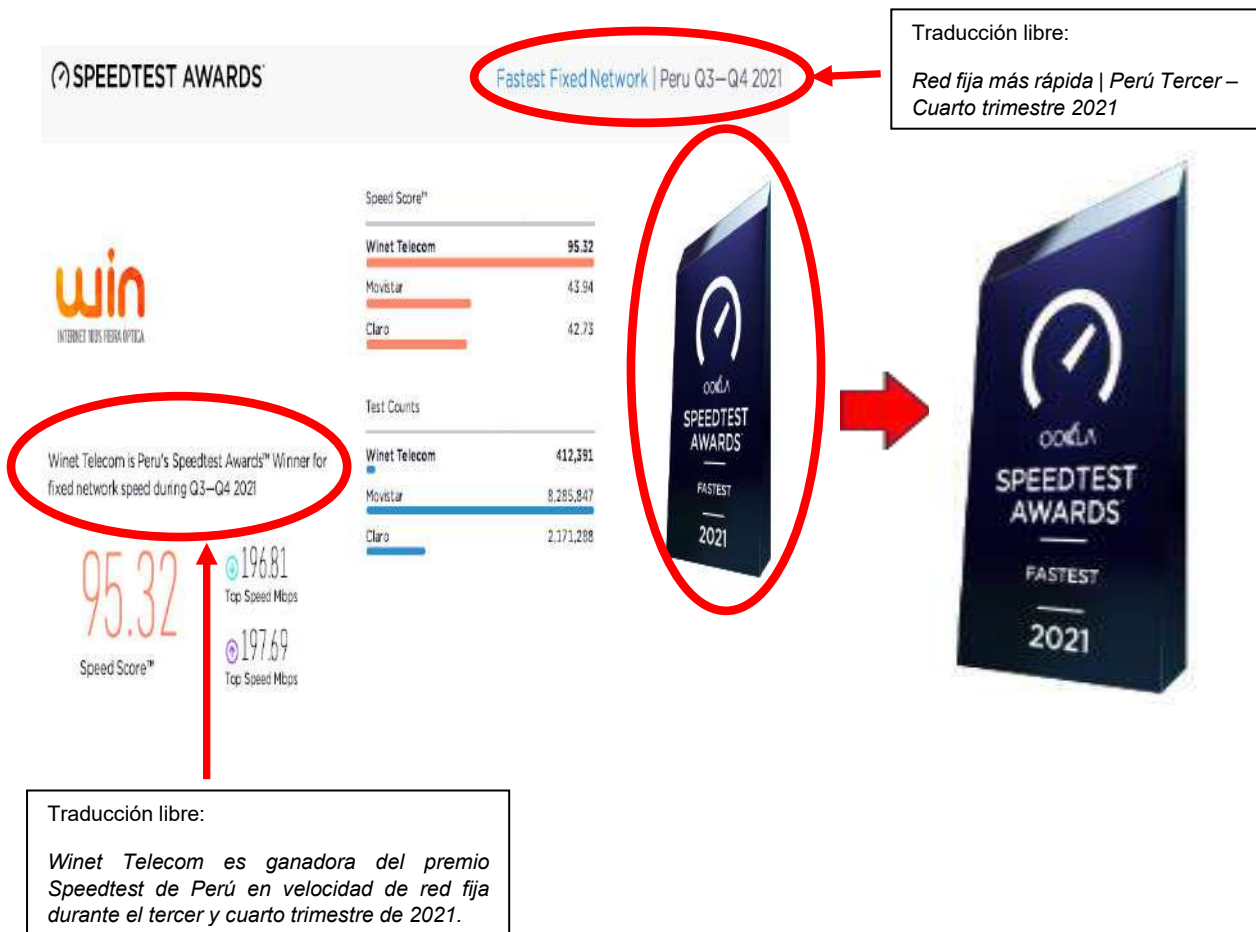 SPEEDTEST AWARDS
Fastest Fixed Network | Peru Q3–Q4 2021
Traducción libre:
Red fija más rápida | Perú Tercer –
Cuarto trimestre 2021
win
INTERNET 100% FIBRA ÓPTICA
Speed Score™
Winet Telecom 95.32
Movistar 43.94
Claro 42.73
Test Counts
Winet Telecom 412,391
Movistar 8,285,847
Claro 2,171,288
Winet Telecom is Peru's Speedtest Awards™ Winner for
fixed network speed during Q3–Q4 2021
95.32
Speed Score™
196.81
Top Speed Mbps
197.69
Top Speed Mbps
OOKLA
SPEEDTEST
AWARDS
FASTEST
2021
OOKLA
SPEEDTEST
AWARDS
FASTEST
2021
Traducción libre:
Winet Telecom es ganadora del premio
Speedtest de Perú en velocidad de red fija
durante el tercer y cuarto trimestre de 2021.